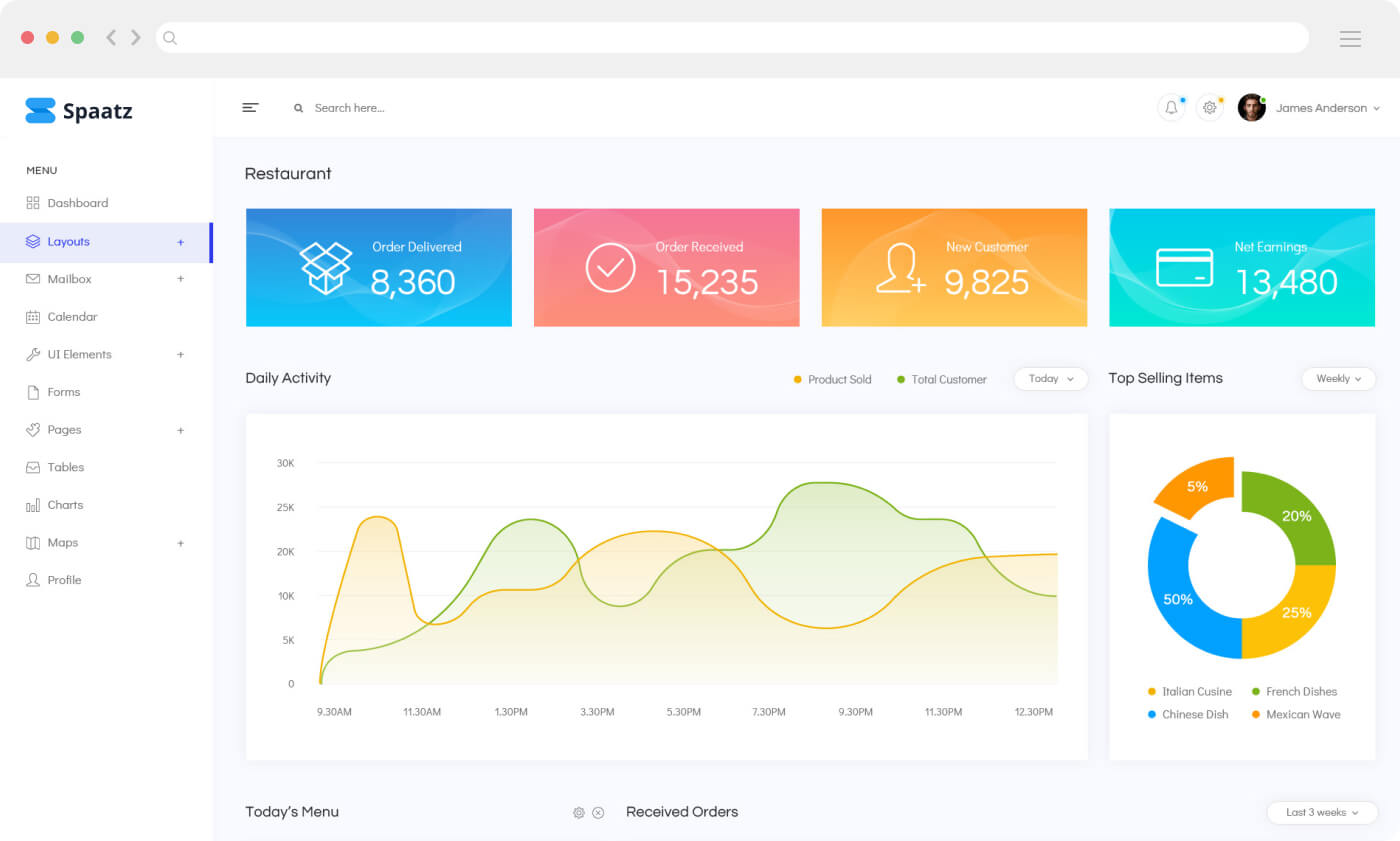 Spaatz
Search here...
James Anderson
MENU
Dashboard
Layouts +
Mailbox +
Calendar
UI Elements +
Forms
Pages +
Tables
Charts
Maps +
Profile
Restaurant
Order Delivered
8,360
Order Received
15,235
New Customer
9,825
Net Earnings
13,480
Daily Activity
Product Sold
Total Customer
Today
30K
25K
20K
10K
5K
0
9.30AM 11.30AM 1.30PM 3.30PM 5.30PM 7.30PM 9.30PM 11.30PM 12.30PM
Top Selling Items
Weekly
5%
20%
50%
25%
Italian Cusine French Dishes
Chinese Dish Mexican Wave
Today's Menu
Received Orders
Last 3 weeks